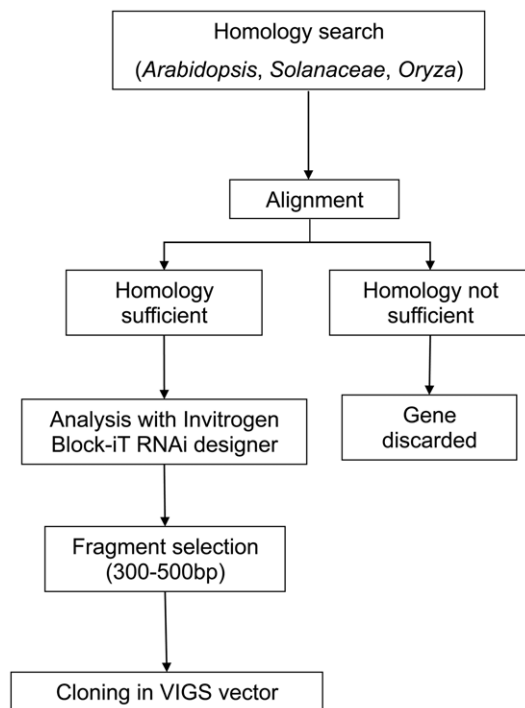 Homology search
(Arabidopsis, Solanaceae, Oryza)
Alignment
Homology
sufficient
Homology not
sufficient
Analysis with Invitrogen
Block-iT RNAi designer
Gene
discarded
Fragment selection
(300-500bp)
Cloning in VIGS vector